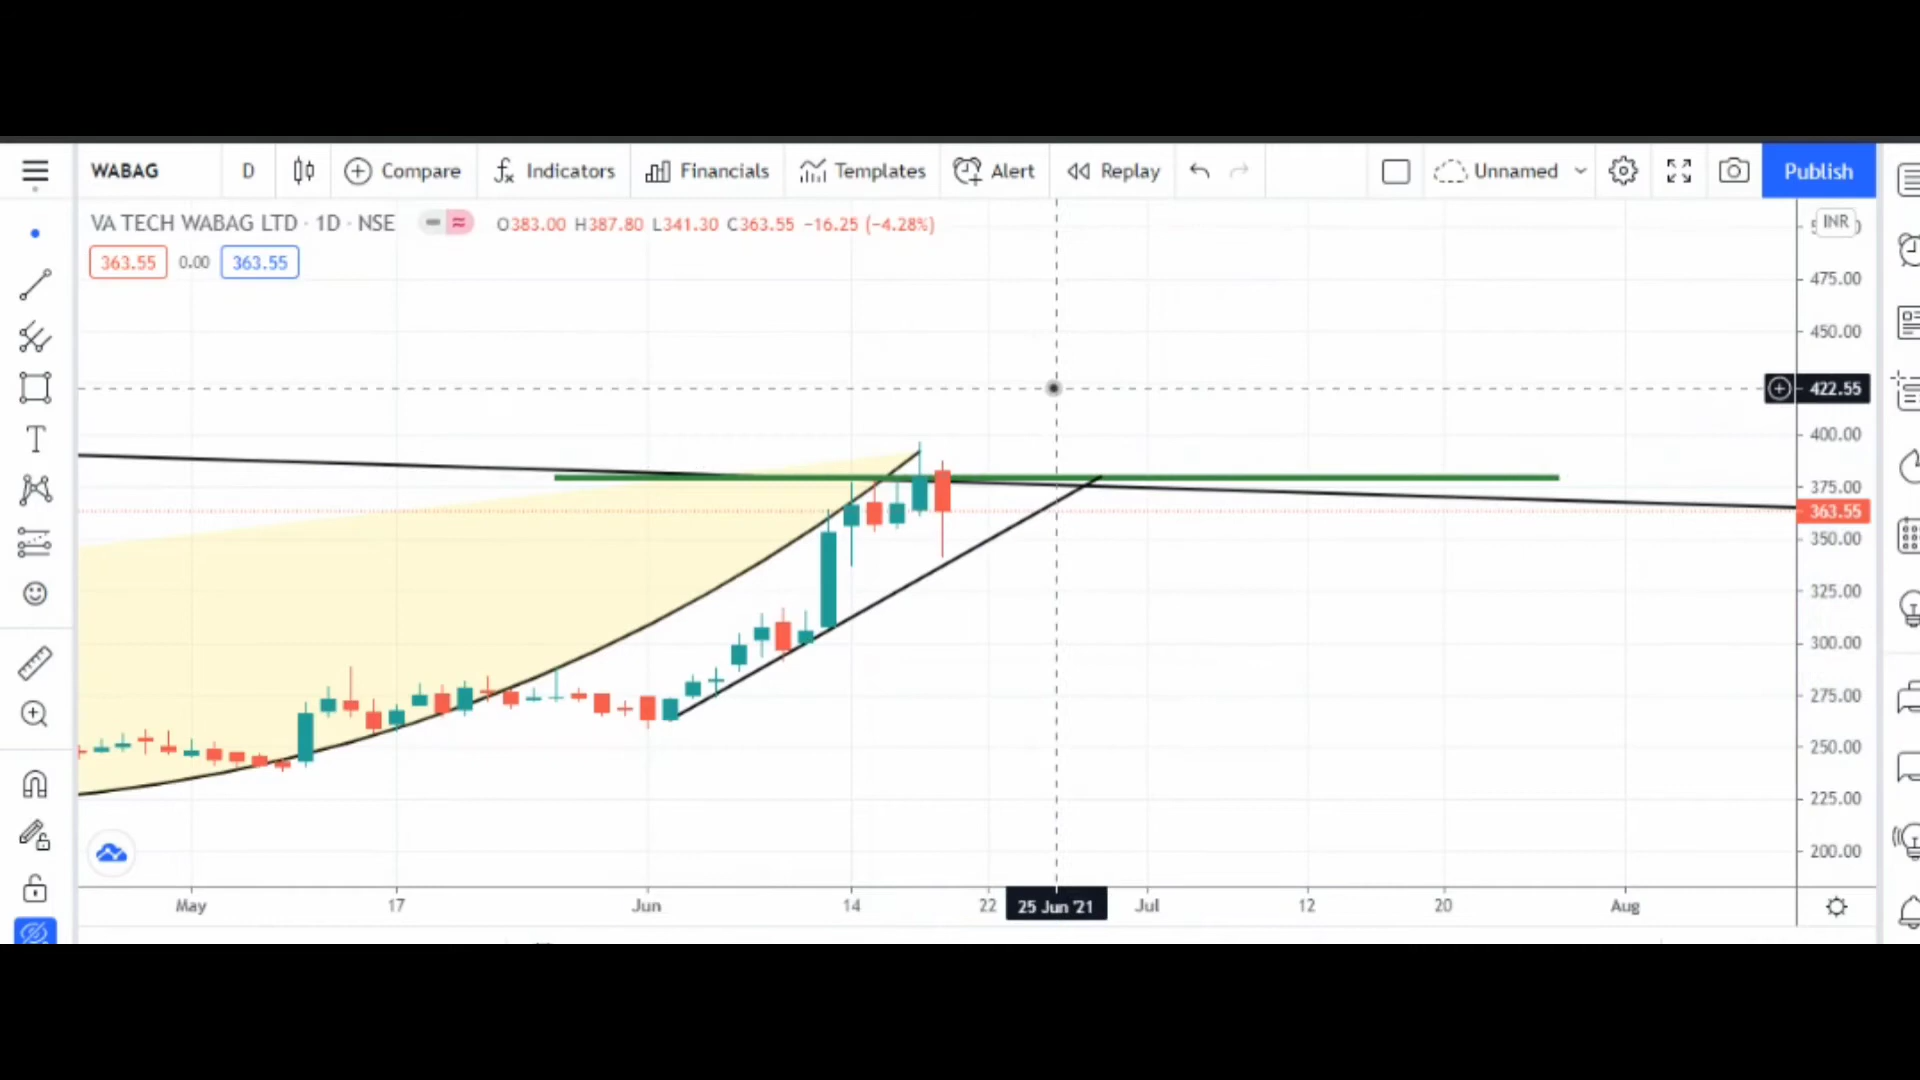 WABAG D Compare Indicators Financials Templates Alert Replay Unnamed Publish
VA TECH WABAG LTD · 1D · NSE O383.00 H387.80 L341.30 C363.55 −16.25 (−4.28%)
363.55 0.00 363.55
INR
475.00
450.00
422.55
400.00
375.00
363.55
350.00
325.00
300.00
275.00
250.00
225.00
200.00
May 17 Jun 14 22 25 Jun '21 Jul 12 20 Aug